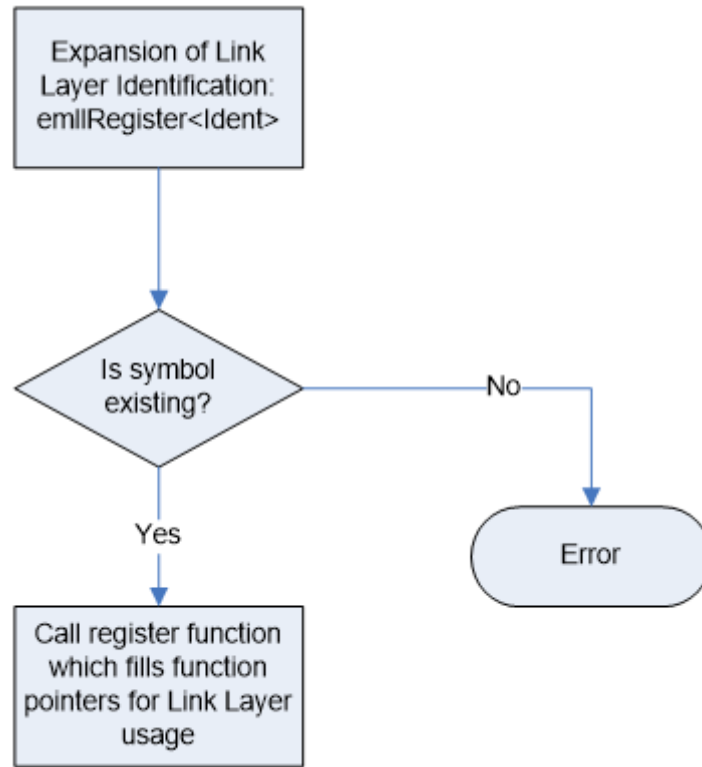 Expansion of Link
Layer Identification:
emllRegister<Ident>
Is symbol
existing?
No
Yes
Error
Call register function
which fills function
pointers for Link Layer
usage